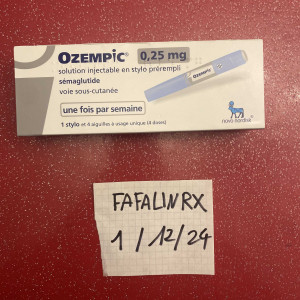 OZEMPIC® 0,25 mg
solution injectable en stylo prérempli
sémaglutide
voie sous-cutanée
une fois par semaine
1 stylo et 4 aiguilles à usage unique (4 doses)
OZEMPIC®
novo nordisk
FAFALINRX
1/12/24